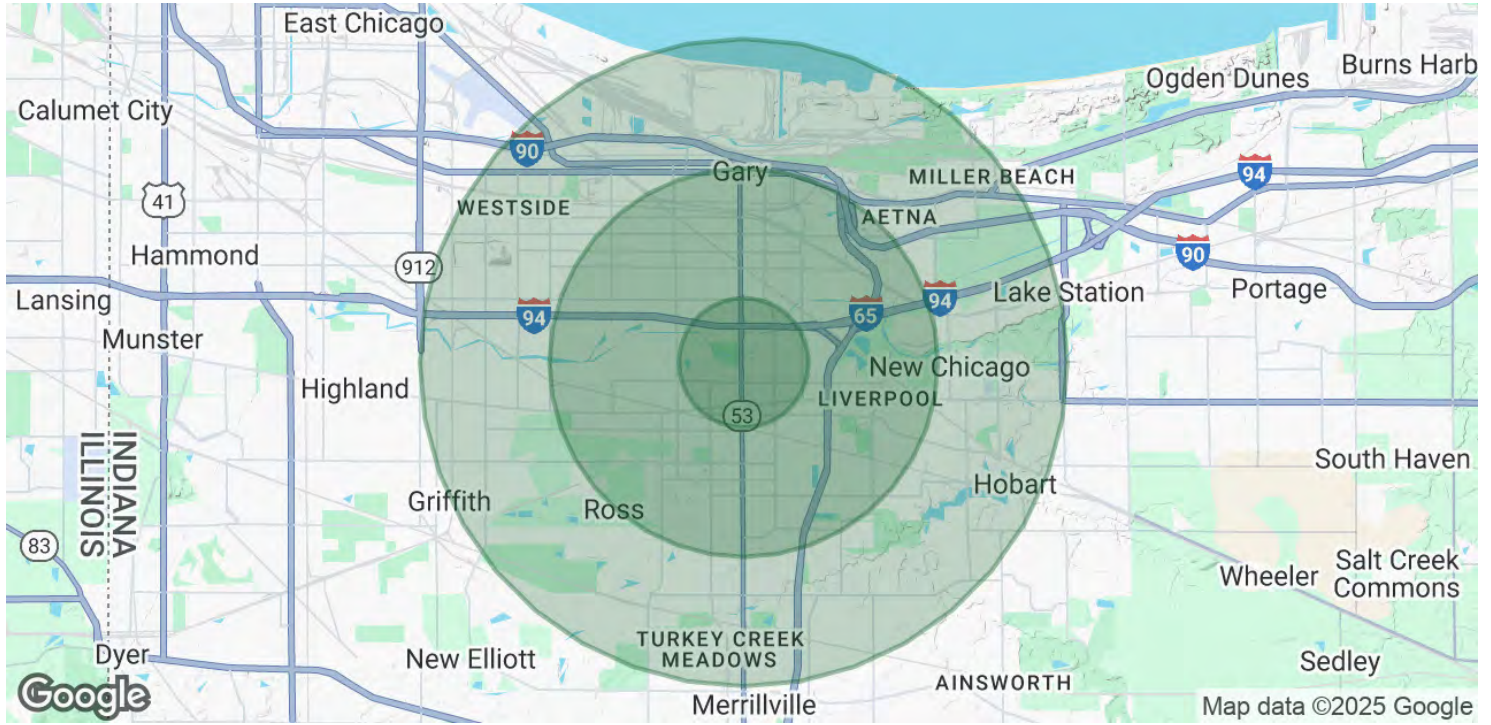 East Chicago
Burns Harb
Ogden Dunes
Calumet City
90
94
Gary
MILLER BEACH
41
WESTSIDE
AETNA
Hammond
90
912
Lansing
94
65
94
Lake Station
Portage
Munster
New Chicago
Highland
LIVERPOOL
53
INDIANA
ILLINOIS
South Haven
Griffith
Ross
Hobart
83
Salt Creek
Commons
Wheeler
TURKEY CREEK
MEADOWS
Dyer
New Elliott
Sedley
AINSWORTH
Google
Merrillville
Map data ©2025 Google